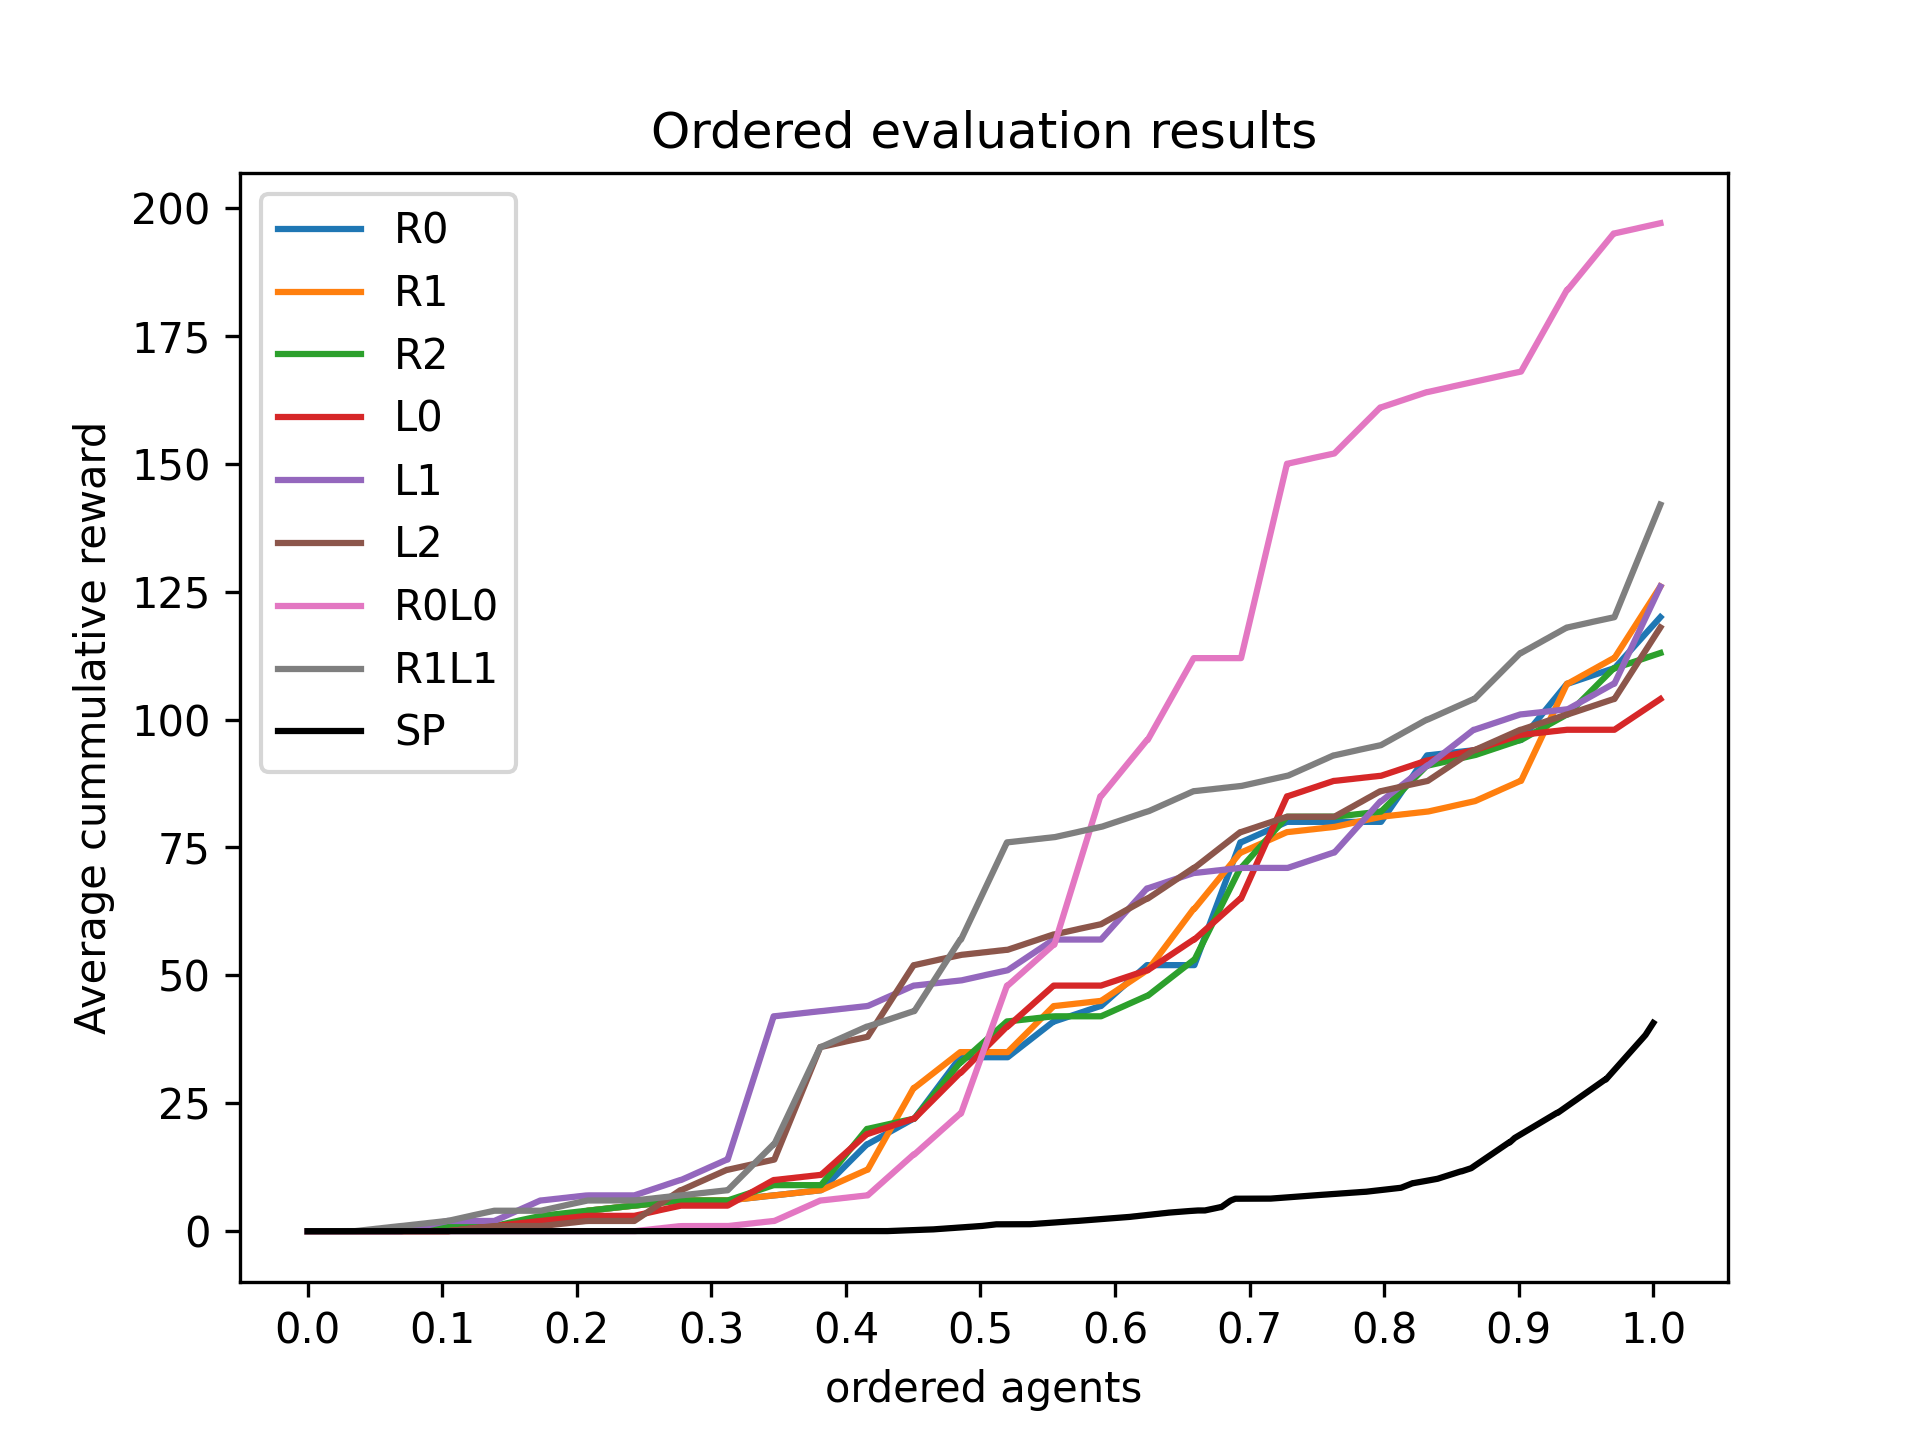 Ordered evaluation results
Average cummulative reward
200
175
150
125
100
75
50
25
0
R0
R1
R2
L0
L1
L2
R0L0
R1L1
SP
0.0 0.1 0.2 0.3 0.4 0.5 0.6 0.7 0.8 0.9 1.0
ordered agents